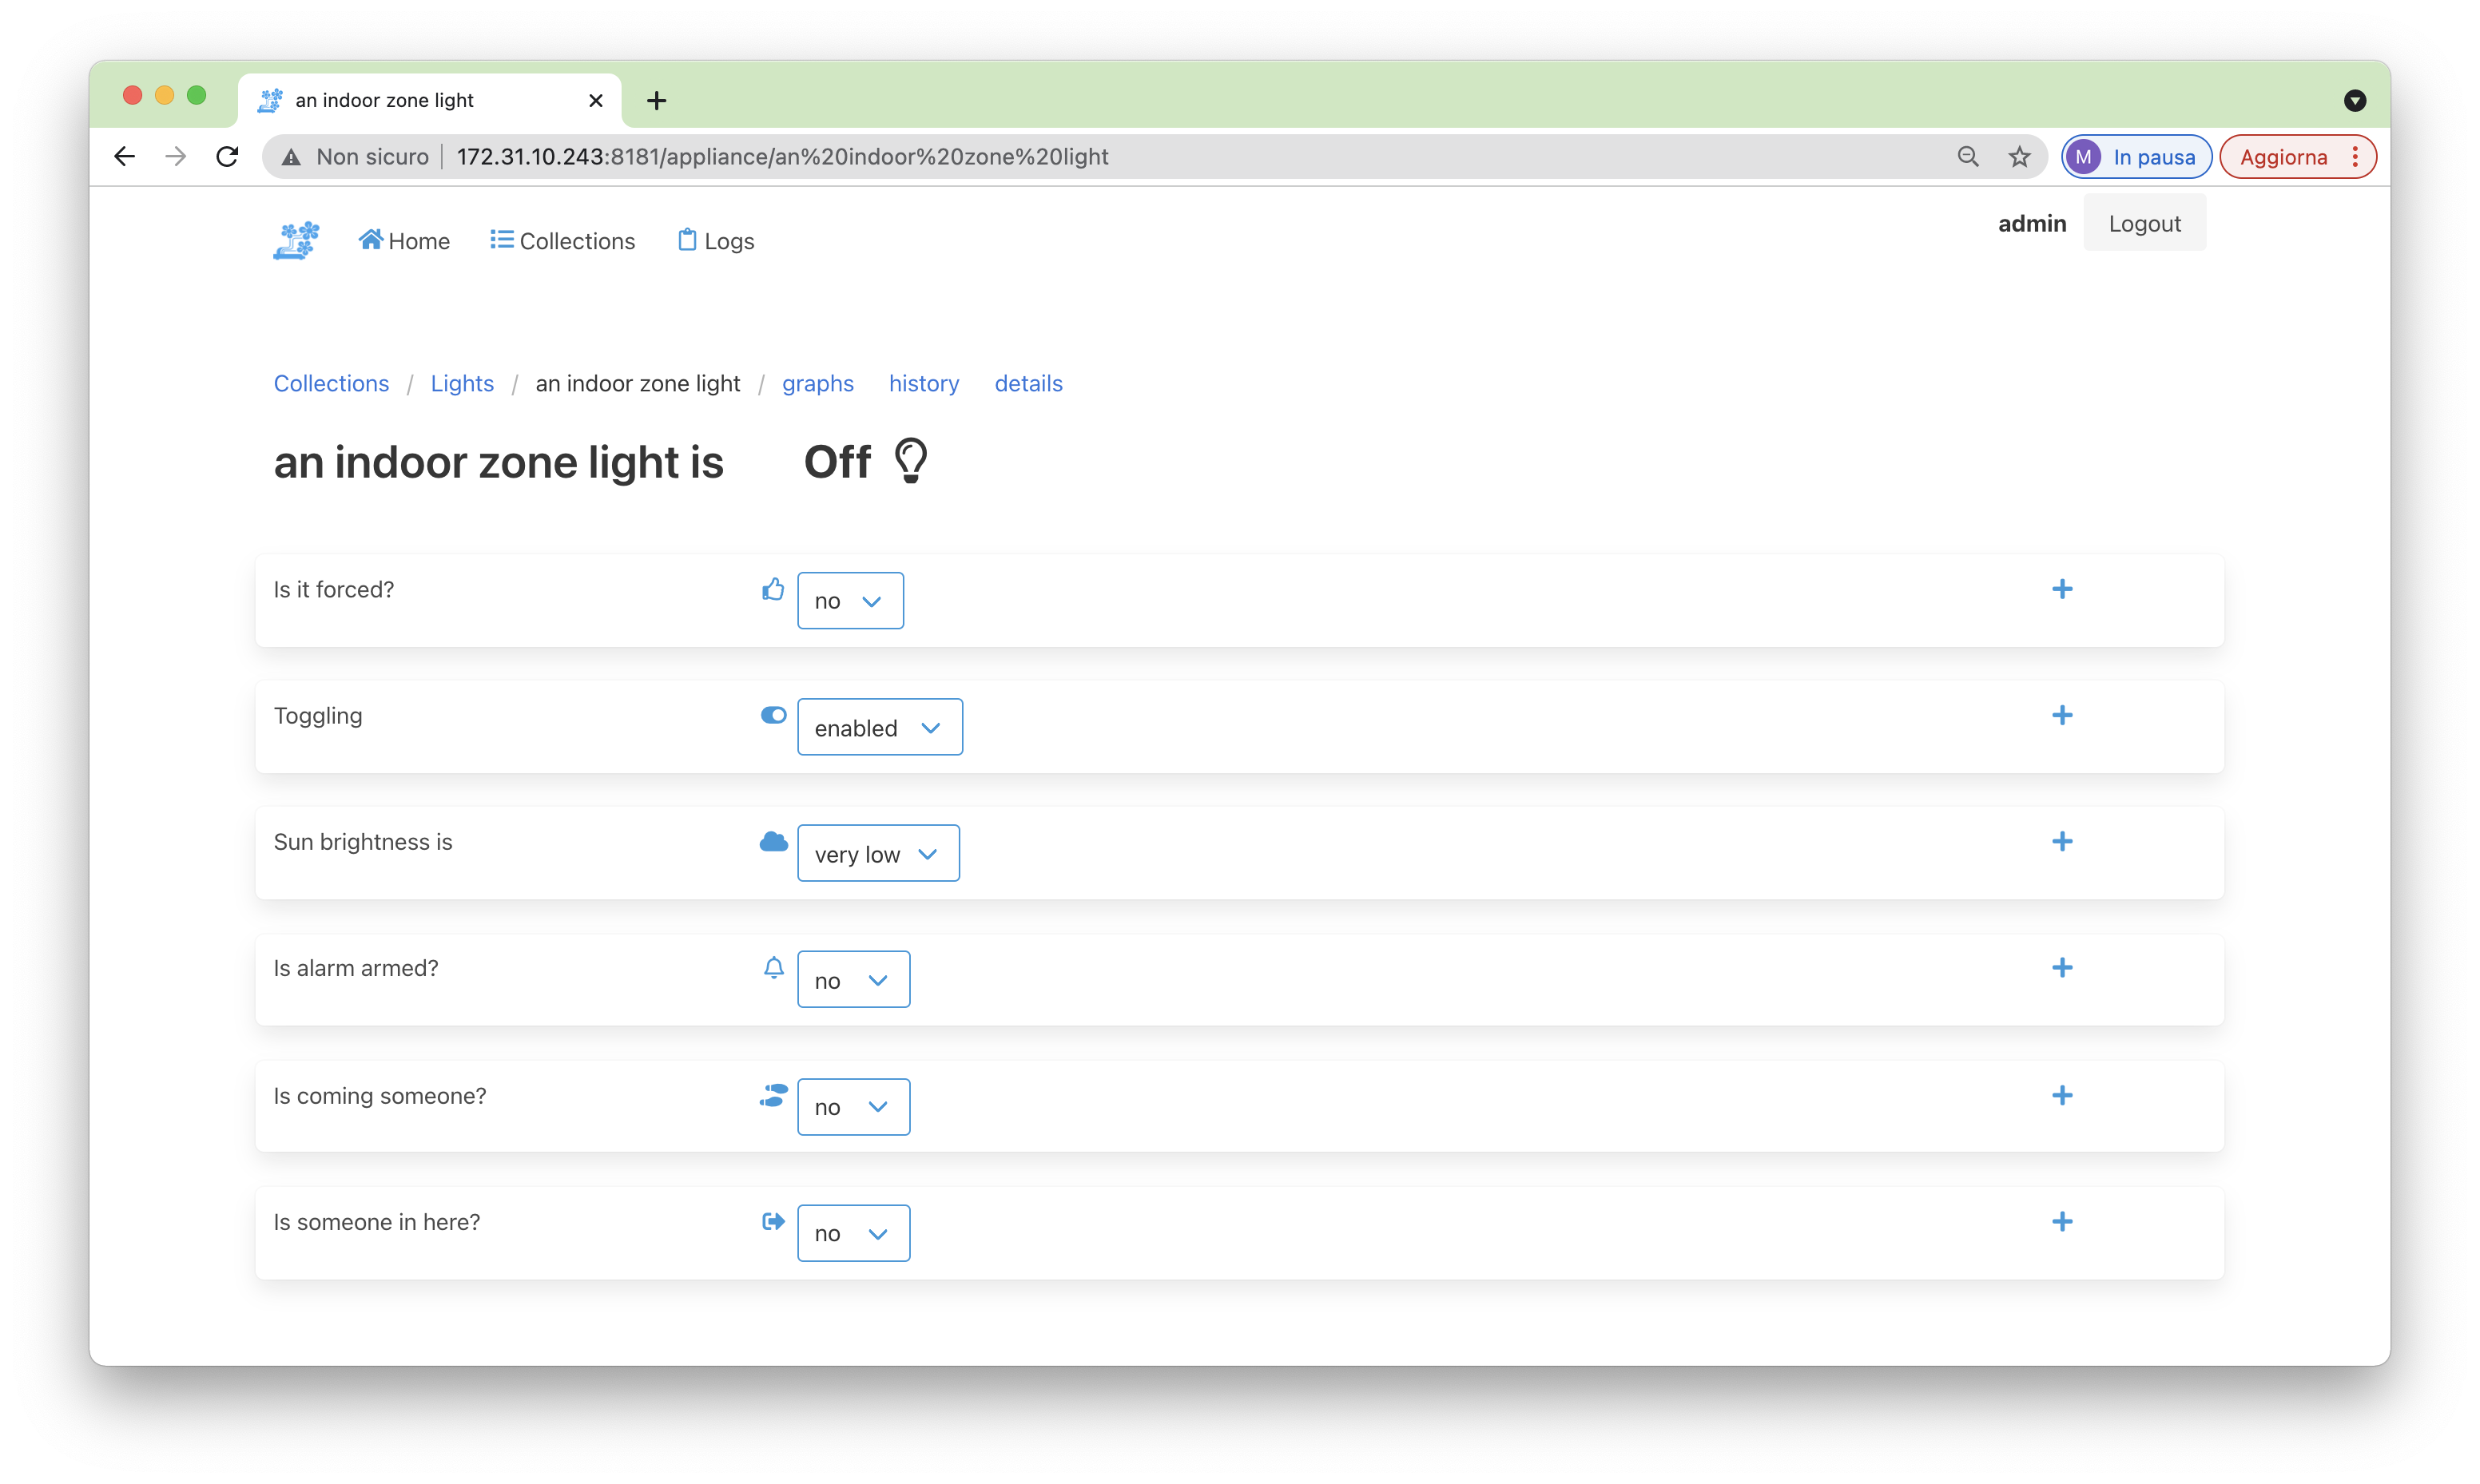 an indoor zone light
Non sicuro 172.31.10.243:8181/appliance/an%20indoor%20zone%20light M In pausa Aggiorna
Home Collections Logs admin Logout
Collections / Lights / an indoor zone light / graphs history details
an indoor zone light is Off
Is it forced? no
Toggling enabled
Sun brightness is very low
Is alarm armed? no
Is coming someone? no
Is someone in here? no